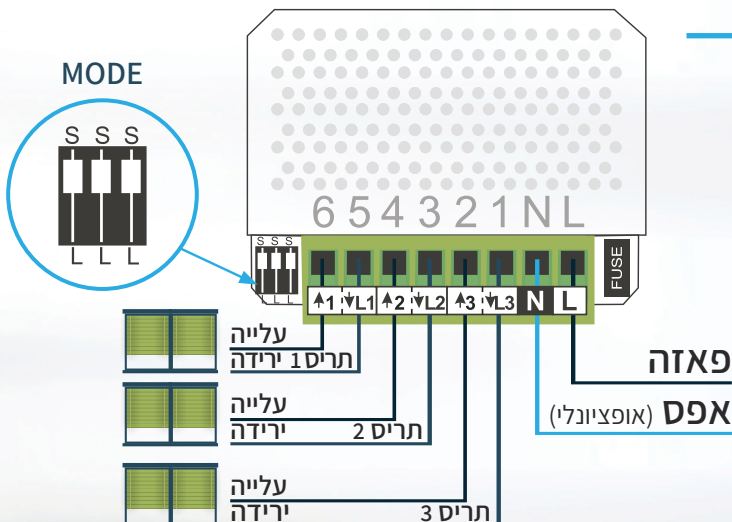 MODE
S S S
L L L
6 5 4 3 2 1 N L
S S S
L L L
FUSE
↑1 ↓L1 ↑2 ↓L2 ↑3 ↓L3 N L
עלייה
תריס 1 ירידה
פאזה
עלייה
תריס 2 ירידה
אפס (אופציונלי)
עלייה
תריס 3 ירידה